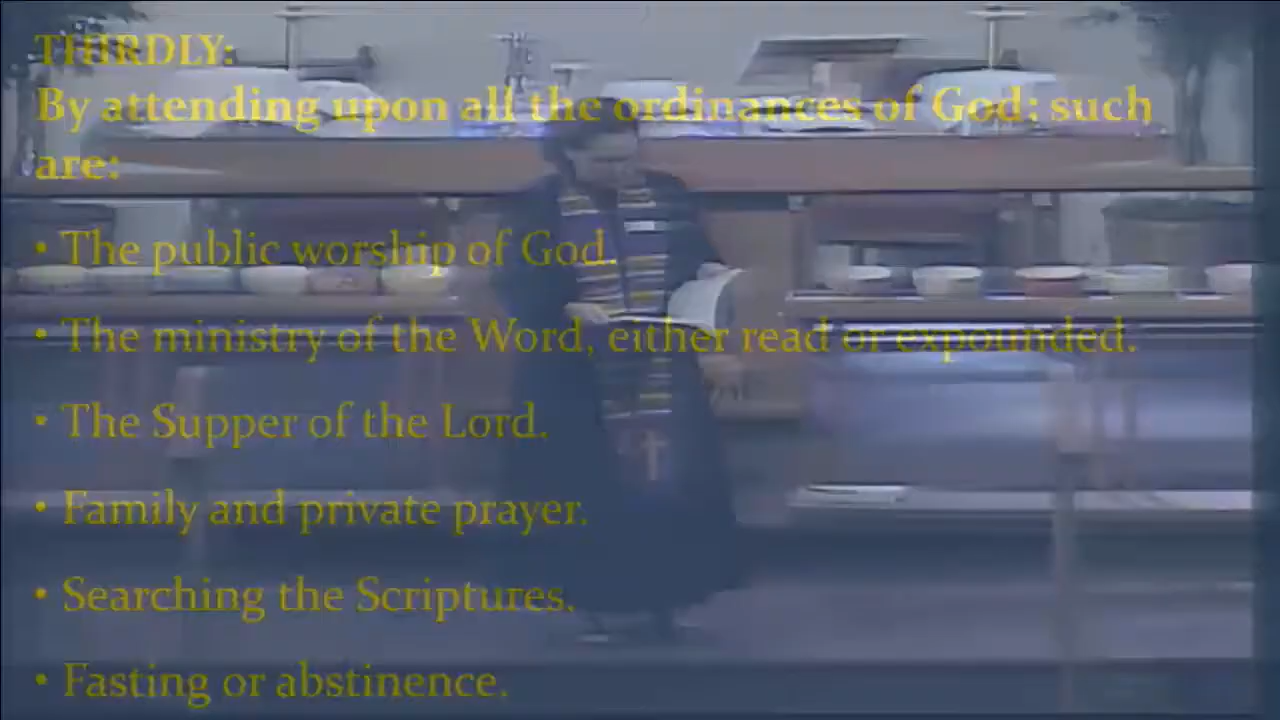 THIRDLY:
By attending upon all the ordinances of God; such
are:
• The public worship of God.
• The ministry of the Word, either read or expounded.
• The Supper of the Lord.
• Family and private prayer.
• Searching the Scriptures.
• Fasting or abstinence.